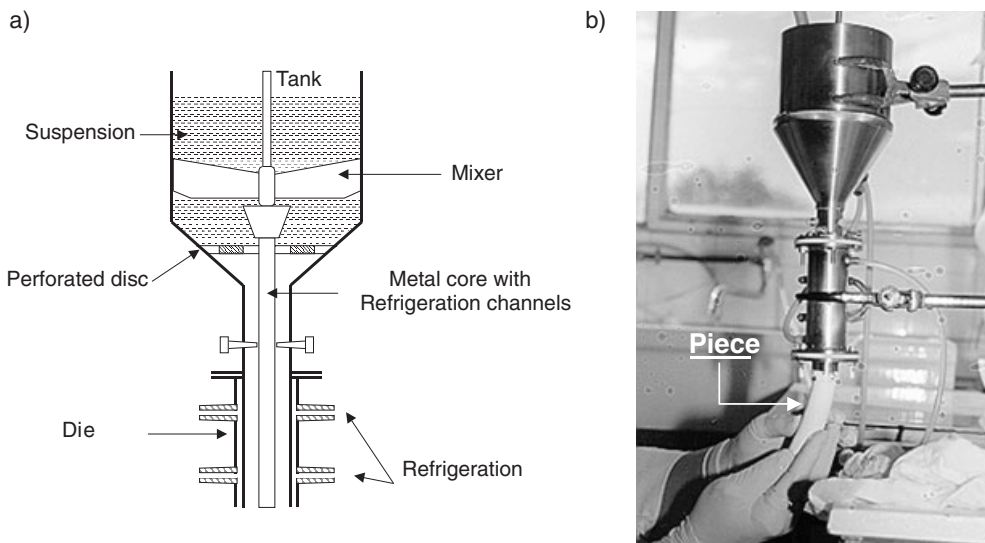 a)
Tank
Suspension
Mixer
Perforated disc
Metal core with
Refrigeration channels
Die
Refrigeration
b)
Piece